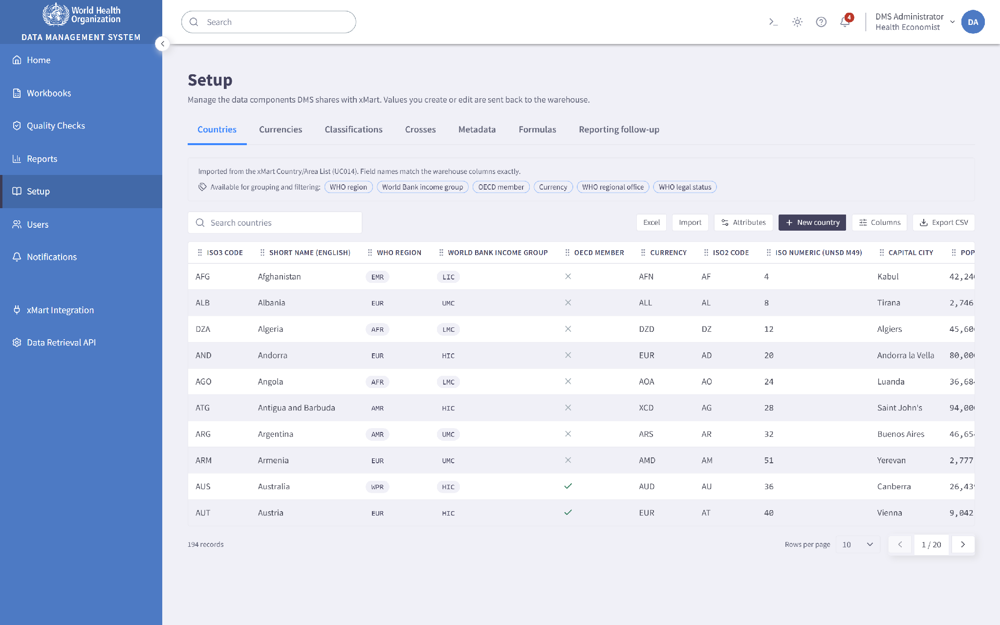 World Health
Organization
DATA MANAGEMENT SYSTEM
Home
Workbooks
Quality Checks
Reports
Setup
Users
Notifications
xMart Integration
Data Retrieval API
Search
4
DMS Administrator
Health Economist
DA
Setup
Manage the data components DMS shares with xMart. Values you create or edit are sent back to the warehouse.
Countries Currencies Classifications Crosses Metadata Formulas Reporting follow-up
Imported from the xMart Country/Area List (UC014). Field names match the warehouse columns exactly.
Available for grouping and filtering: WHO region World Bank income group OECD member Currency WHO regional office WHO legal status
Search countries Excel Import Attributes + New country Columns Export CSV
ISO3 CODE SHORT NAME (ENGLISH) WHO REGION WORLD BANK INCOME GROUP OECD MEMBER CURRENCY ISO2 CODE ISO NUMERIC (UNSD M49) CAPITAL CITY POP
AFG Afghanistan EMR LIC AFN AF 4 Kabul 42,24
ALB Albania EUR UMC ALL AL 8 Tirana 2,746
DZA Algeria AFR LMC DZD DZ 12 Algiers 45,60
AND Andorra EUR HIC EUR AD 20 Andorra la Vella 80,00
AGO Angola AFR LMC AOA AO 24 Luanda 36,684
ATG Antigua and Barbuda AMR HIC XCD AG 28 Saint John's 94,00
ARG Argentina AMR UMC ARS AR 32 Buenos Aires 46,654
ARM Armenia EUR UMC AMD AM 51 Yerevan 2,777
AUS Australia WPR HIC AUD AU 36 Canberra 26,439
AUT Austria EUR HIC EUR AT 40 Vienna 9,042
194 records Rows per page 10 1 / 20